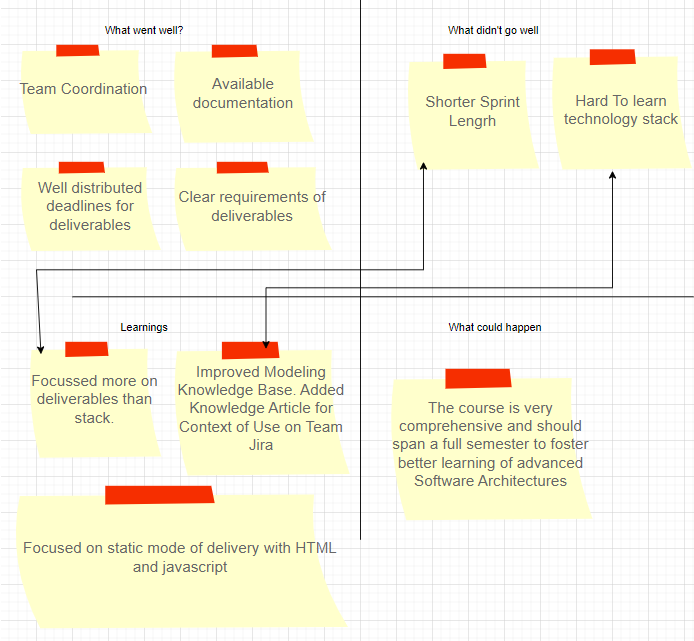 What went well?
Team Coordination
Available
documentation
Well distributed
deadlines for
deliverables
Clear requirements of
deliverables
What didn't go well
Shorter Sprint
Lengrh
Hard To learn
technology stack
Learnings
Focussed more on
deliverables than
stack.
Improved Modeling
Knowledge Base. Added
Knowledge Article for
Context of Use on Team
Jira
Focused on static mode of delivery with HTML
and javascript
What could happen
The course is very
comprehensive and should
span a full semester to foster
better learning of advanced
Software Architectures